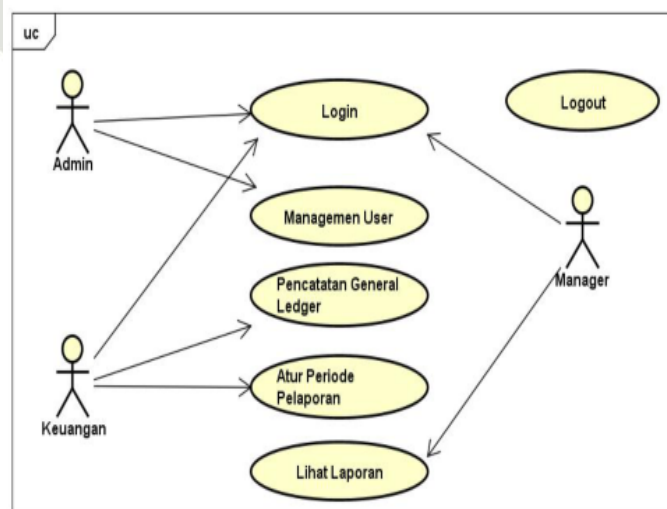 uc
Login
Logout
Admin
Managemen User
Manager
Pencatatan General
Ledger
Keuangan
Atur Periode
Pelaporan
Lihat Laporan